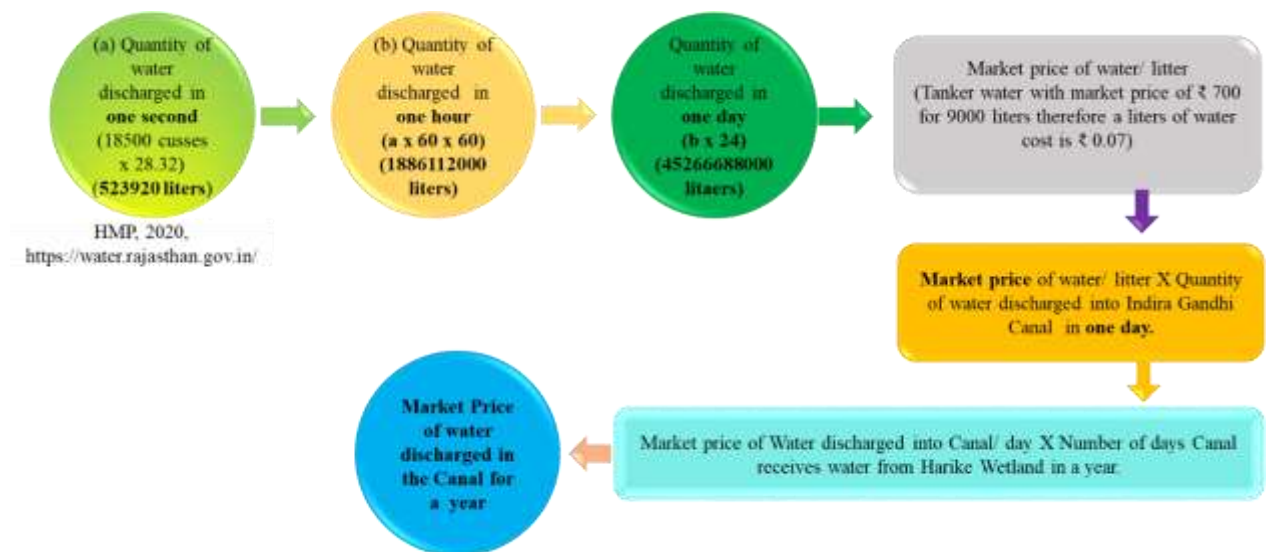 (a) Quantity of
water
discharged in
one second
(18500 cusses
x 28.32)
(523920 liters)
HMP, 2020,
https://water.rajasthan.gov.in/
(b) Quantity of
water
discharged in
one hour
(a x 60 x 60)
(1886112000
liters)
Quantity of
water
discharged in
one day
(b x 24)
(45266688000
litaers)
Market price of water/ litter
(Tanker water with market price of ₹ 700
for 9000 liters therefore a liters of water
cost is ₹ 0.07)
Market price of water/ litter X Quantity
of water discharged into Indira Gandhi
Canal in one day.
Market price of Water discharged into Canal/ day X Number of days Canal
receives water from Harike Wetland in a year
Market Price
of water
discharged in
the Canal for
a year